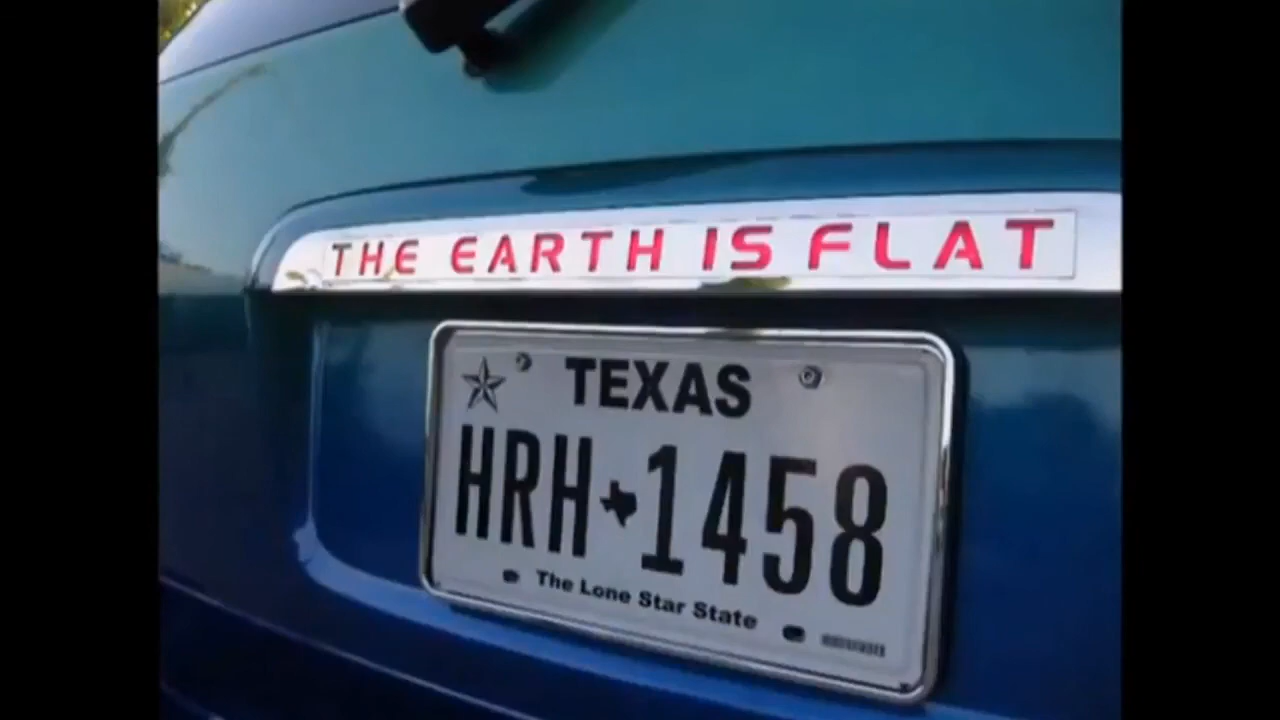 THE EARTH IS FLAT
TEXAS
HRH 1458
The Lone Star State